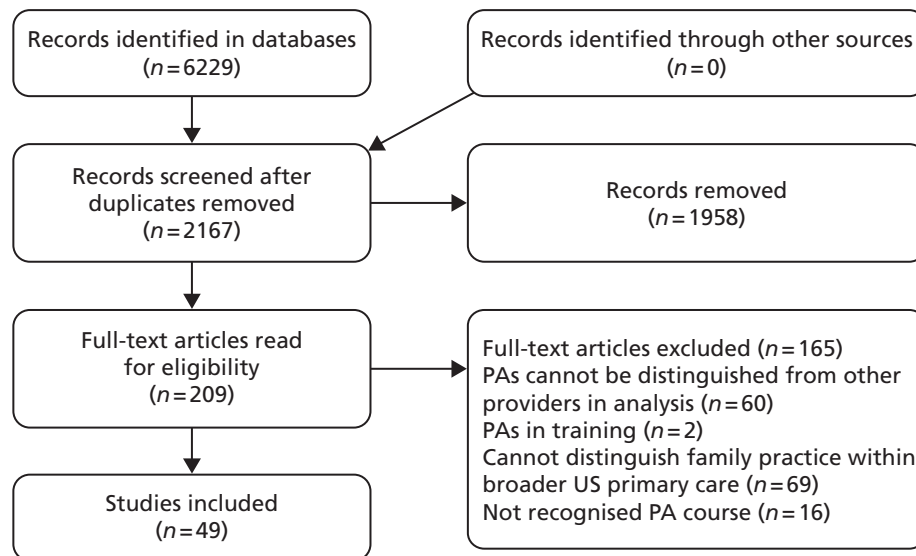 Records identified in databases
(n=6229)
Records identified through other sources
(n=0)
Records screened after
duplicates removed
(n=2167)
Records removed
(n=1958)
Full-text articles read
for eligibility
(n=209)
Full-text articles excluded (n=165)
PAs cannot be distinguished from other
providers in analysis (n=60)
PAs in training (n=2)
Cannot distinguish family practice within
broader US primary care (n=69)
Not recognised PA course (n=16)
Studies included
(n=49)